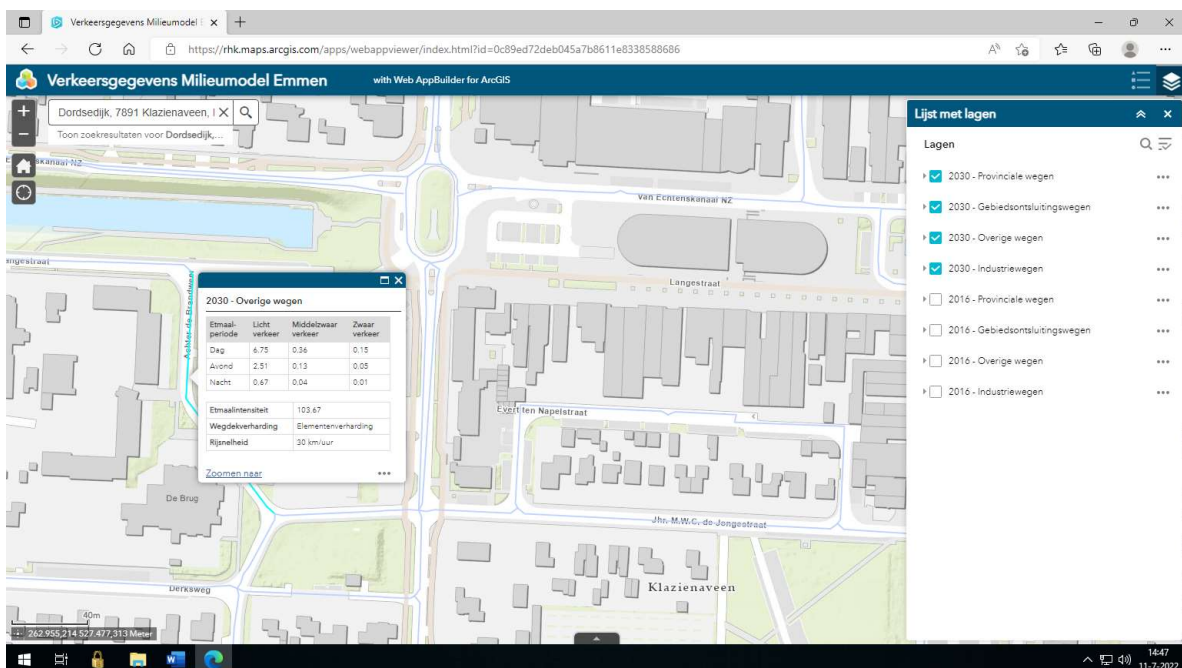 Verkeersgegevens Milieumodel E
https://rhk.maps.arcgis.com/apps/webappviewer/index.html?id=0c89ed72deb045a7b8611e8338588686
Verkeersgegevens Milieumodel Emmen
with Web AppBuilder for ArcGIS
Dordsedijk, 7891 Klazienaveen,
Toon zoekresultaten voor Dordsedijk,...
Lijst met lagen
Lagen
2030 - Provinciale wegen
2030 - Gebiedsontsluitingswegen
2030 - Overige wegen
2030 - Industriewegen
2016 - Provinciale wegen
2016 - Gebiedsontsluitingswegen
2016 - Overige wegen
2016 - Industriewegen
Van Echtenskanaal NZ
Langestraat
Achter de Brandweer
2030 - Overige wegen
Etmaal-periode Licht verkeer Middelzwaar verkeer Zwaar verkeer
Dag 6.75 0.36 0.15
Avond 2.51 0.13 0.05
Nacht 0.67 0.04 0.01
Etmaalintensiteit 103.67
Wegdekverharding Elementenverharding
Rijsnelheid 30 km/uur
Zoomen naar
Evert ten Napelstraat
De Brug
Jhr. M.W.C. de Jongestraat
Klazienaveen
Derksweg
40m
262.955,214 527.477,313 Meter
14:47
11-7-2022